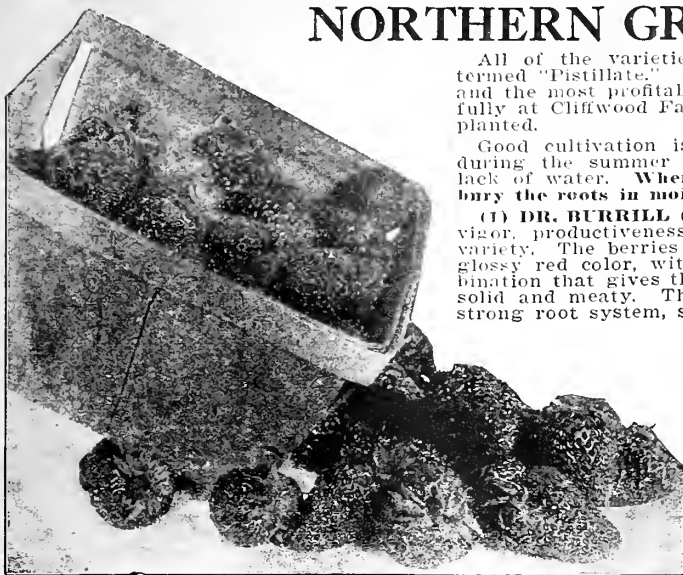 NORTHERN GR
All of the varietie
termed "Pistillate."
and the most profital
fully at Cliffwood Fa
planted.
Good cultivation is
during the summer
lack of water. When
bury the roots in moi
(1) DR. BURRILL (
vigor, productiveness
variety. The berries
glossy red color, wit
bination that gives th
solid and meaty. Th
strong root system, s